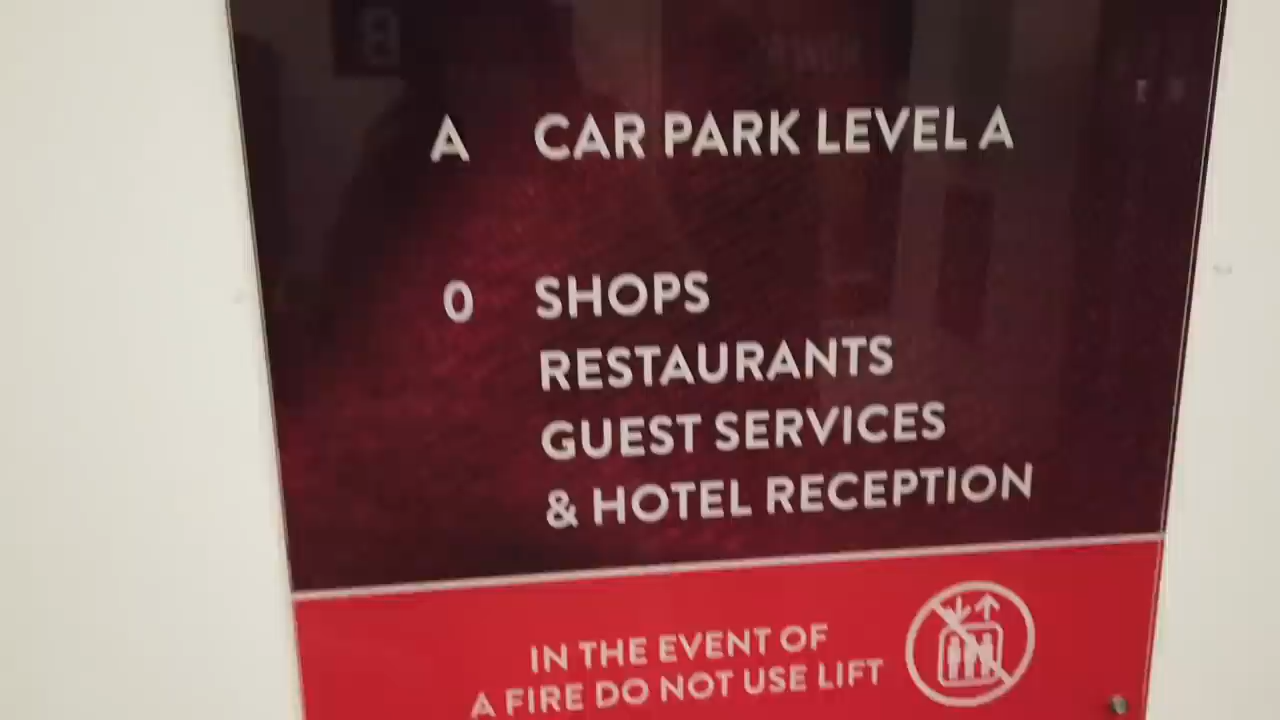 A CAR PARK LEVEL A
0 SHOPS
RESTAURANTS
GUEST SERVICES
& HOTEL RECEPTION
IN THE EVENT OF
A FIRE DO NOT USE LIFT